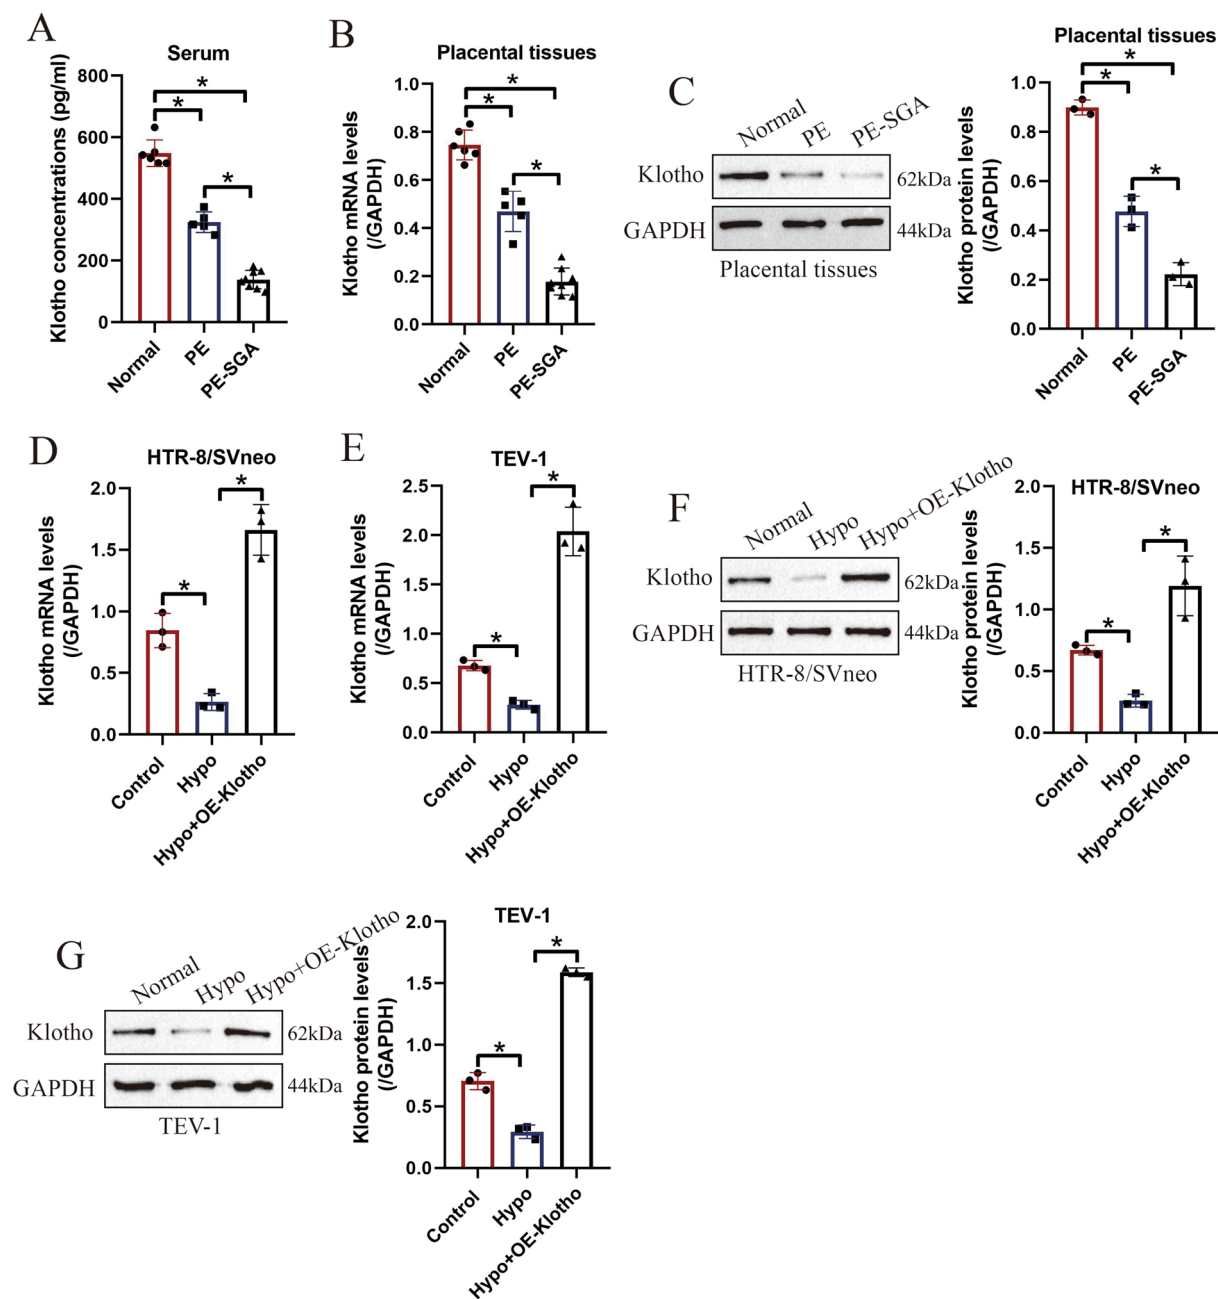 A
Serum
Klotho concentrations (pg/ml)
800
600
400
200
0
*
*
*
Normal
PE
PE-SGA
B
Placental tissues
Klotho mRNA levels
(/GAPDH)
1.0
0.8
0.6
0.4
0.2
0.0
*
*
*
Normal
PE
PE-SGA
C
Normal
PE
PE-SGA
Klotho
62kDa
GAPDH
44kDa
Placental tissues
Placental tissues
Klotho protein levels
(/GAPDH)
1.0
0.8
0.6
0.4
0.2
0.0
*
*
*
Normal
PE
PE-SGA
D
HTR-8/SVneo
Klotho mRNA levels
(/GAPDH)
2.0
1.5
1.0
0.5
0.0
*
*
Control
Hypo
Hypo+OE-Klotho
E
TEV-1
Klotho mRNA levels
(/GAPDH)
2.5
2.0
1.5
1.0
0.5
0.0
*
*
Control
Hypo
Hypo+OE-Klotho
F
Normal
Hypo
Hypo+OE-Klotho
Klotho
62kDa
GAPDH
44kDa
HTR-8/SVneo
HTR-8/SVneo
Klotho protein levels
(/GAPDH)
2.0
1.5
1.0
0.5
0.0
*
*
Control
Hypo
Hypo+OE-Klotho
G
Normal
Hypo
Hypo+OE-Klotho
Klotho
62kDa
GAPDH
44kDa
TEV-1
TEV-1
Klotho protein levels
(/GAPDH)
2.0
1.5
1.0
0.5
0.0
*
*
Control
Hypo
Hypo+OE-Klotho